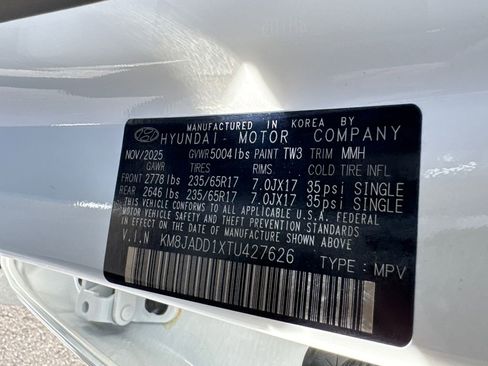 MANUFACTURED IN KOREA BY
HYUNDAI - MOTOR COMPANY
NOV/2025 GVWR 5004 lbs PAINT TW3 TRIM MMH
GAWR TIRES RIMS COLD TIRE INFL
FRONT 2778 lbs 235/65R17 7.0JX17 35psi SINGLE
REAR 2646 lbs 235/65R17 7.0JX17 35psi SINGLE
THIS VEHICLE CONFORMS TO ALL APPLICABLE U.S.A. FEDERAL
MOTOR VEHICLE SAFETY BUMPER, AND THEFT PREVENTION STANDARDS
IN EFFECT ON THE DATE OF MANUFACTURE SHOWN ABOVE.
V.I.N KM8JADD1XTU427626 TYPE : MPV